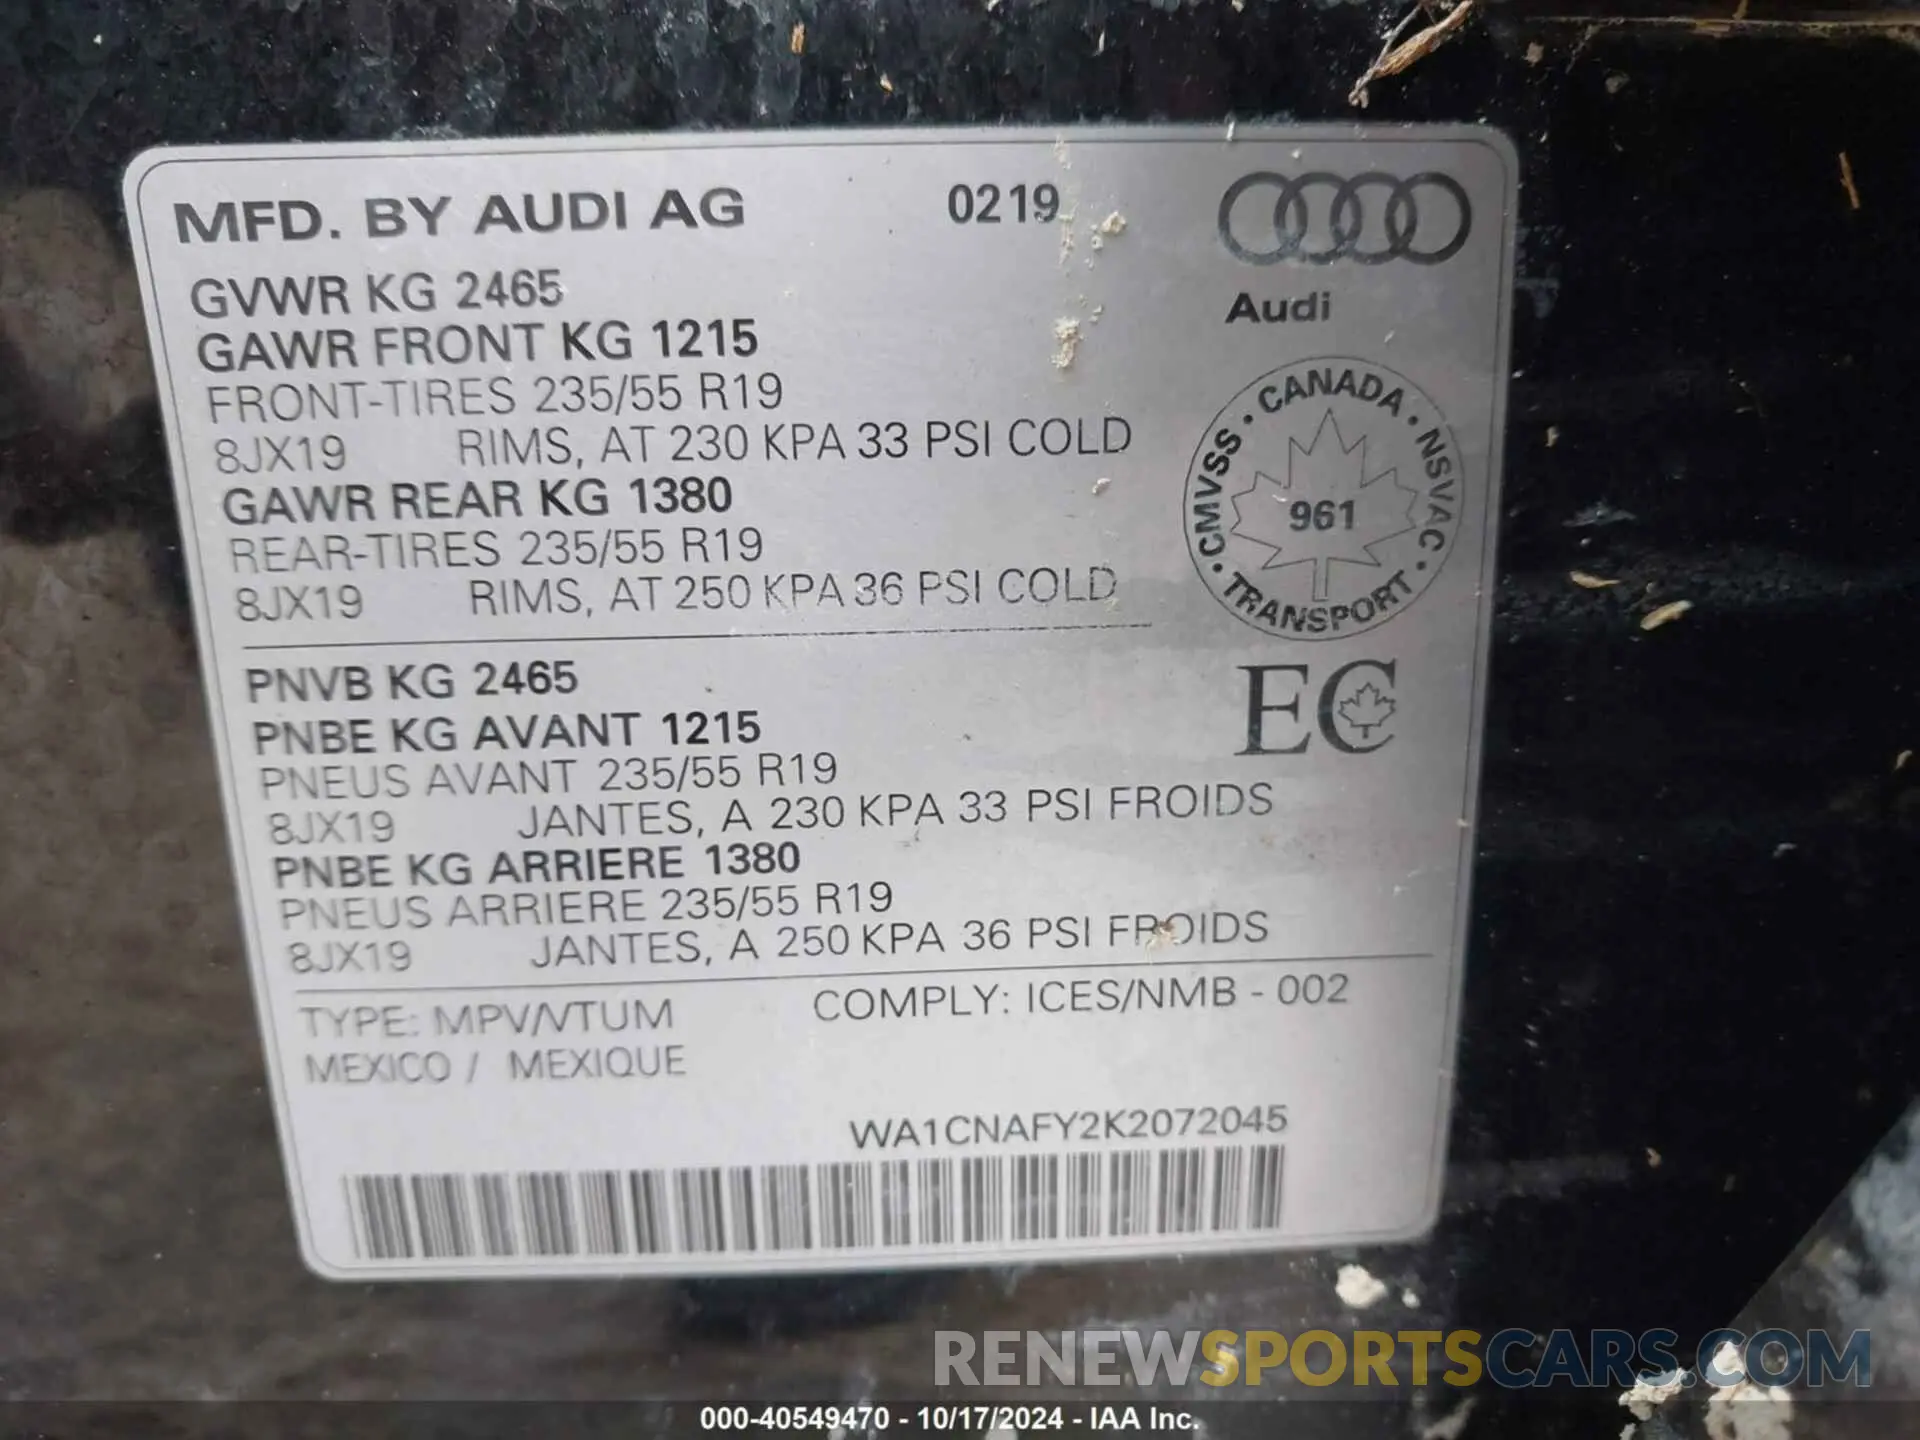 MFD. BY AUDI AG 0219
Audi
GVWR KG 2465
GAWR FRONT KG 1215
FRONT-TIRES 235/55 R19
8JX19 RIMS, AT 230 KPA 33 PSI COLD
GAWR REAR KG 1380
REAR-TIRES 235/55 R19
8JX19 RIMS, AT 250 KPA 36 PSI COLD
· CANADA · NSVAC · TRANSPORT · CMVSS
961
EC
PNVB KG 2465
PNBE KG AVANT 1215
PNEUS AVANT 235/55 R19
8JX19 JANTES, A 230 KPA 33 PSI FROIDS
PNBE KG ARRIERE 1380
PNEUS ARRIERE 235/55 R19
8JX19 JANTES, A 250 KPA 36 PSI FROIDS
TYPE: MPV/VTUM COMPLY: ICES/NMB - 002
MEXICO / MEXIQUE
WA1CNAFY2K2072045
RENEWSPORTSCARS.COM
000-40549470 - 10/17/2024 - IAA Inc.